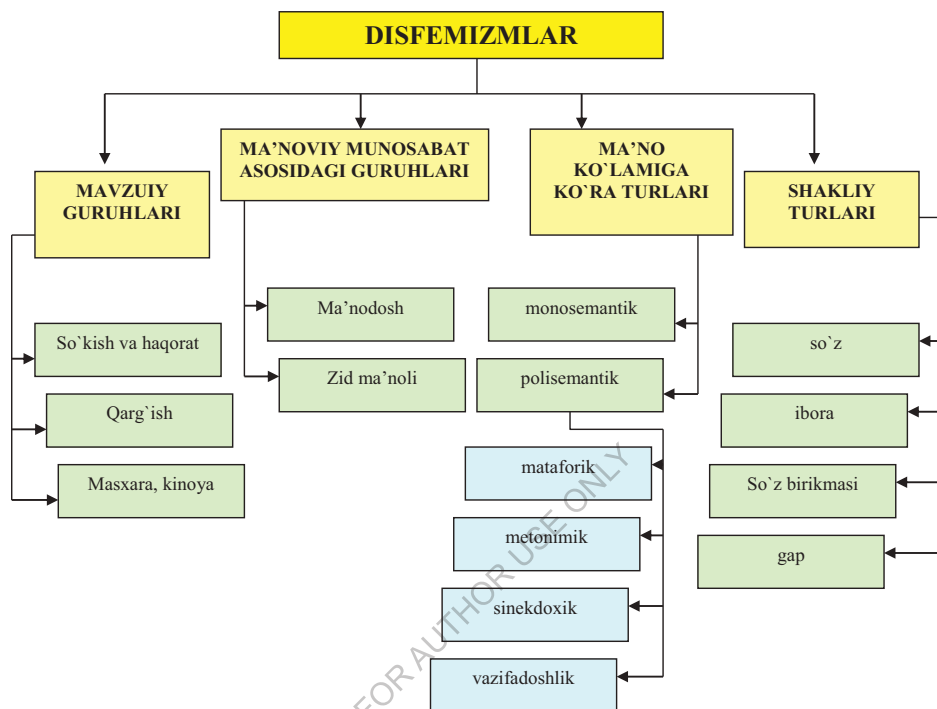 DISFEMIZMLAR
MAVZUIY
GURUHLARI
MA’NOVIY MUNOSABAT
ASOSIDAGI GURUHLARI
MA’NO
KO`LAMIGA
KO`RA TURLARI
SHAKLIY
TURLARI
So`kish va haqorat
Qarg`ish
Masxara, kinoya
Ma’nodosh
Zid ma’noli
monosemantik
polisemantik
mataforik
metonimik
sinekdoxik
vazifadoshlik
so`z
ibora
So`z birikmasi
gap
FOR AUTHOR USE ONLY